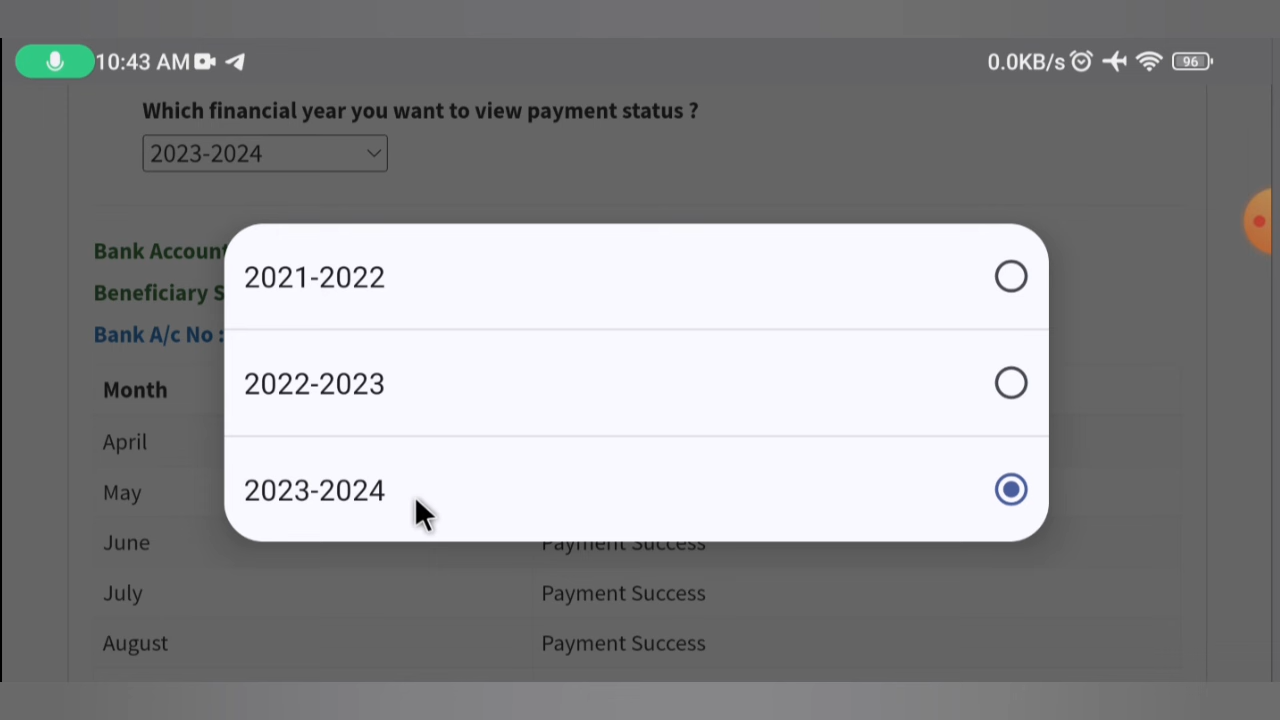 10:43 AM
0.0KB/s
96
Which financial year you want to view payment status ?
2023-2024
Bank Account
Beneficiary S
Bank A/c No :
2021-2022
2022-2023
2023-2024
Month
April
May
June Payment Success
July Payment Success
August Payment Success